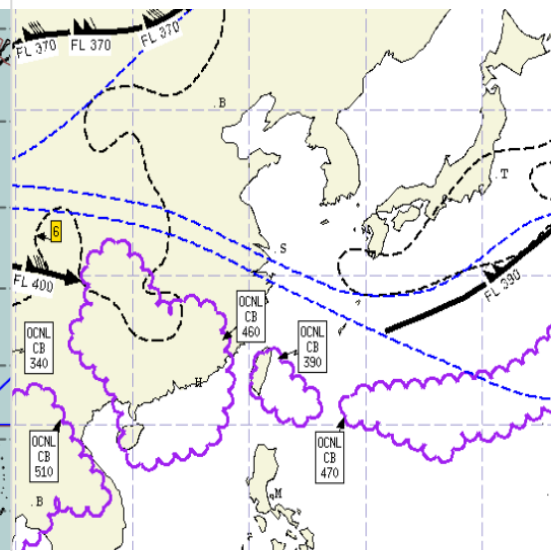 FL 370
FL 370
FL 370
B
T
6
S
FL 400
FL 390
OCNL
CB
460
OCNL
CB
340
OCNL
CB
390
H
OCNL
CB
510
OCNL
CB
470
B
M